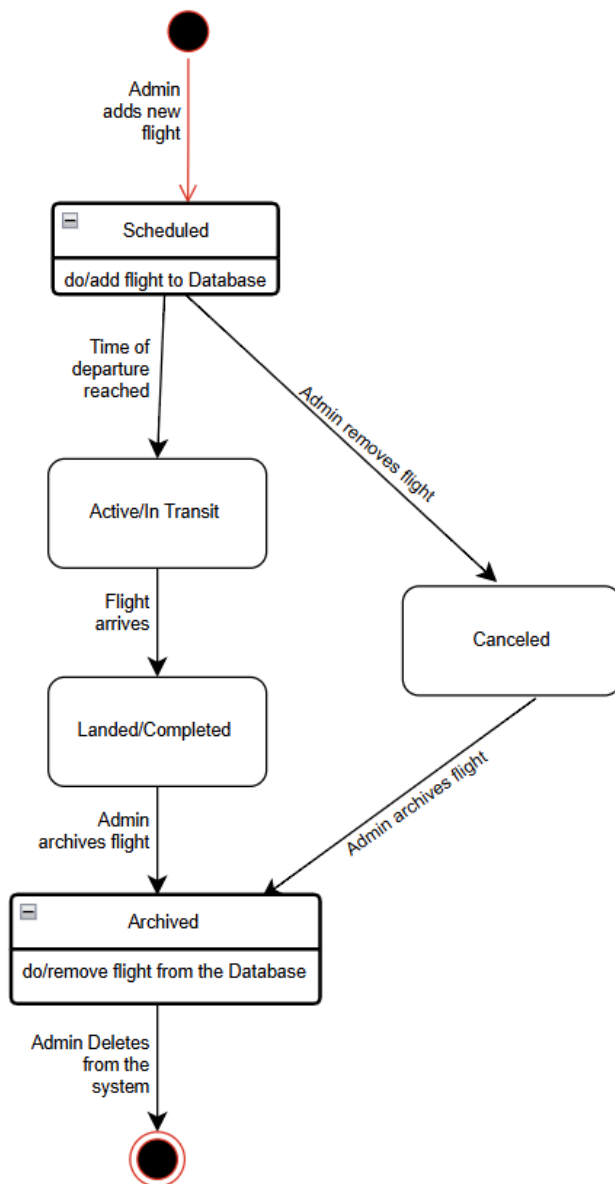 Admin
adds new
flight
Scheduled
do/add flight to Database
Time of
departure
reached
Admin removes flight
Active/In Transit
Flight
arrives
Canceled
Landed/Completed
Admin
archives flight
Admin archives flight
Archived
do/remove flight from the Database
Admin Deletes
from the
system